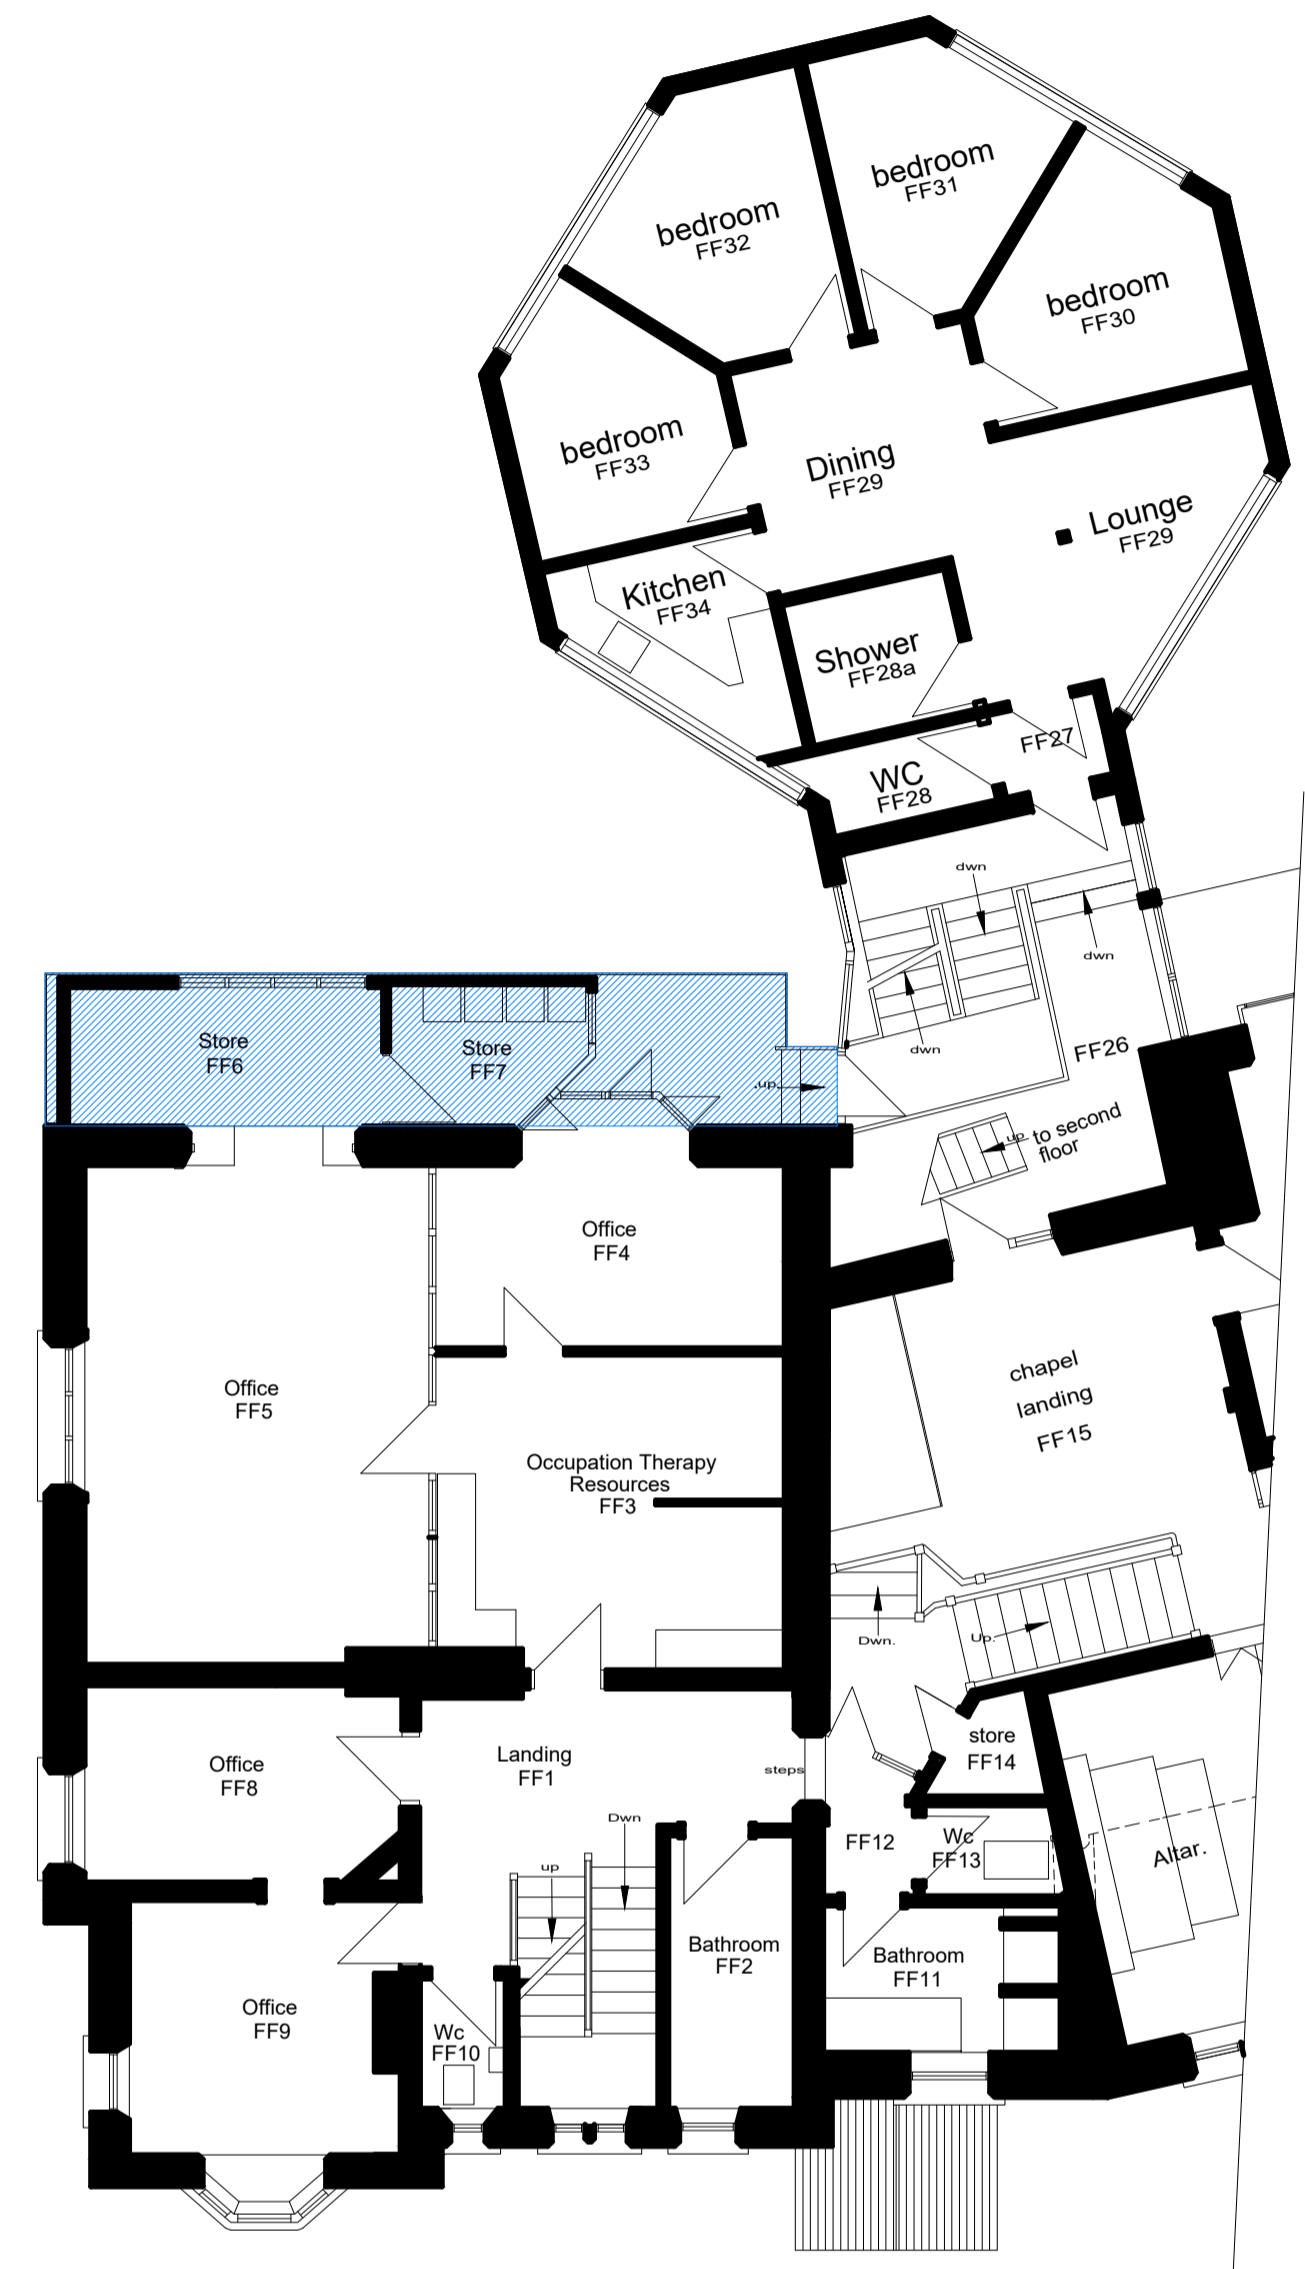 bedroom
FF31
bedroom
FF32
bedroom
FF30
bedroom
FF33
Dining
FF29
Lounge
FF29
Kitchen
FF34
Shower
FF28a
FF27
WC
FF28
dwn
dwn
dwn
FF26
Store
FF6
Store
FF7
.up.
up
to second
floor
Office
FF4
chapel
landing
FF15
Office
FF5
Occupation Therapy
Resources
FF3
Dwn.
Up.
store
FF14
Landing
FF1
steps
Office
FF8
Dwn
up
FF12
Wc
FF13
Altar.
Bathroom
FF2
Bathroom
FF11
Office
FF9
Wc
FF10